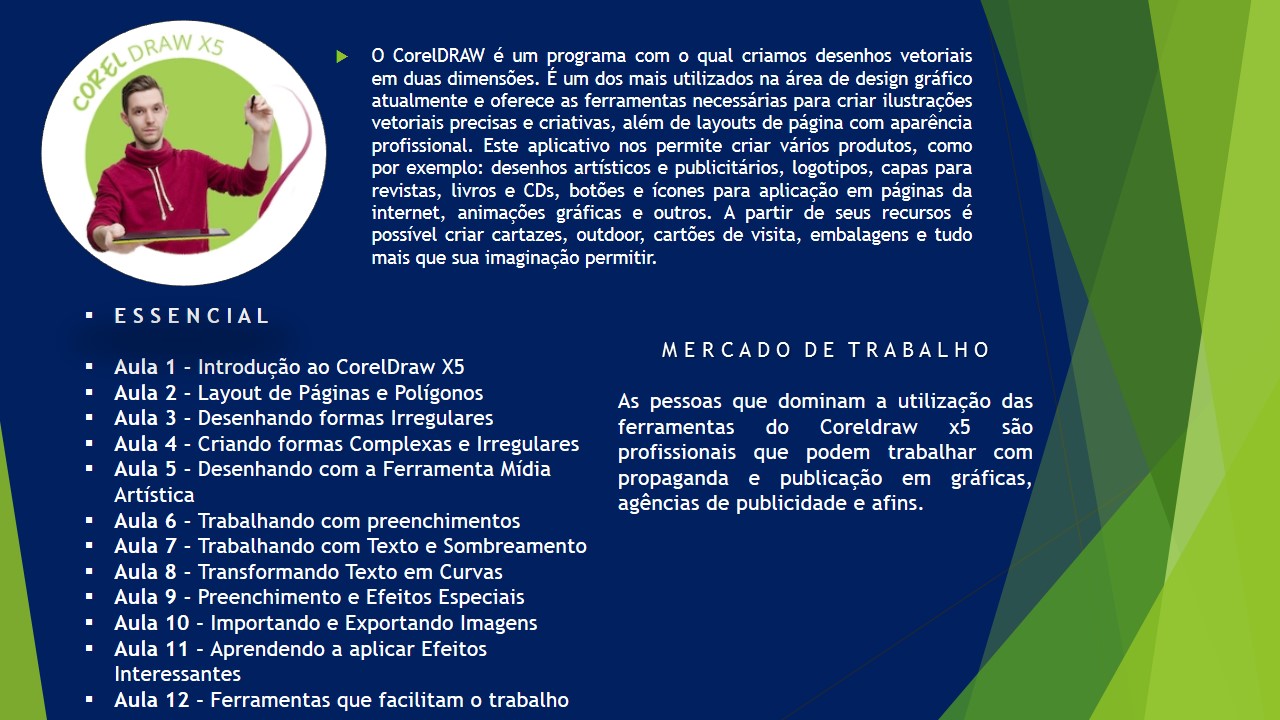 COREL DRAW X5
O CorelDRAW é um programa com o qual criamos desenhos vetoriais
em duas dimensões. É um dos mais utilizados na área de design gráfico
atualmente e oferece as ferramentas necessárias para criar ilustrações
vetoriais precisas e criativas, além de layouts de página com aparência
profissional. Este aplicativo nos permite criar vários produtos, como
por exemplo: desenhos artísticos e publicitários, logotipos, capas para
revistas, livros e CDs, botões e ícones para aplicação em páginas da
internet, animações gráficas e outros. A partir de seus recursos é
possível criar cartazes, outdoor, cartões de visita, embalagens e tudo
mais que sua imaginação permitir.
ESSENCIAL
Aula 1 – Introdução ao CorelDraw X5
Aula 2 – Layout de Páginas e Polígonos
Aula 3 – Desenhando formas Irregulares
Aula 4 – Criando formas Complexas e Irregulares
Aula 5 – Desenhando com a Ferramenta Mídia
Artística
Aula 6 – Trabalhando com preenchimentos
Aula 7 – Trabalhando com Texto e Sombreamento
Aula 8 – Transformando Texto em Curvas
Aula 9 – Preenchimento e Efeitos Especiais
Aula 10 – Importando e Exportando Imagens
Aula 11 – Aprendendo a aplicar Efeitos
Interessantes
Aula 12 – Ferramentas que facilitam o trabalho
MERCADO DE TRABALHO
As pessoas que dominam a utilização das
ferramentas do Coreldraw x5 são
profissionais que podem trabalhar com
propaganda e publicação em gráficas,
agências de publicidade e afins.